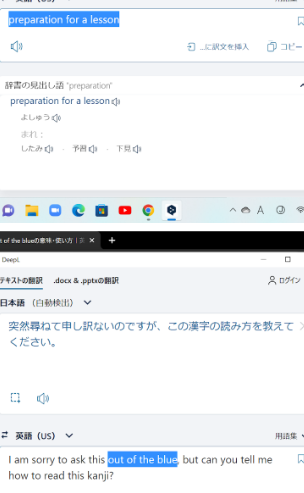 英語 (US)
用語集
preparation for a lesson
...に訳文を挿入 コピー
辞書の見出し語 "preparation"
preparation for a lesson
よしゅう
まれ:
したみ · 予習 · 下見
A
t of the blueの意味・使い方
DeepL
テキストの翻訳 .docx & .pptxの翻訳 ログイン
日本語 (自動検出)
突然尋ねて申し訳ないのですが、この漢字の読み方を教えて
ください。
英語 (US) 用語集
I am sorry to ask this out of the blue, but can you tell me
how to read this kanji?